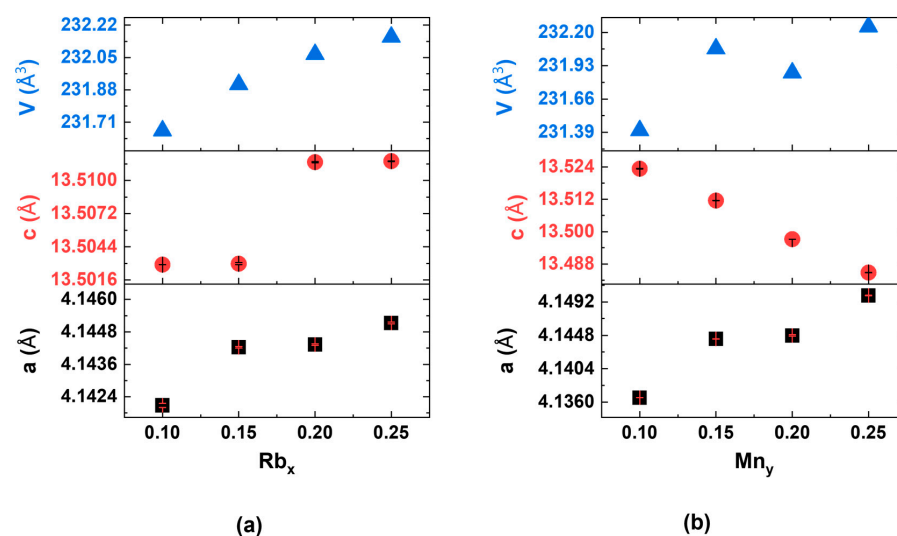 V (Å³)
232.22
232.05
231.88
231.71
c (Å)
13.5100
13.5072
13.5044
13.5016
a (Å)
4.1460
4.1448
4.1436
4.1424
0.10 0.15 0.20 0.25
Rbₓ
(a)
V (Å³)
232.20
231.93
231.66
231.39
c (Å)
13.524
13.512
13.500
13.488
a (Å)
4.1492
4.1448
4.1404
4.1360
0.10 0.15 0.20 0.25
Mnᵧ
(b)